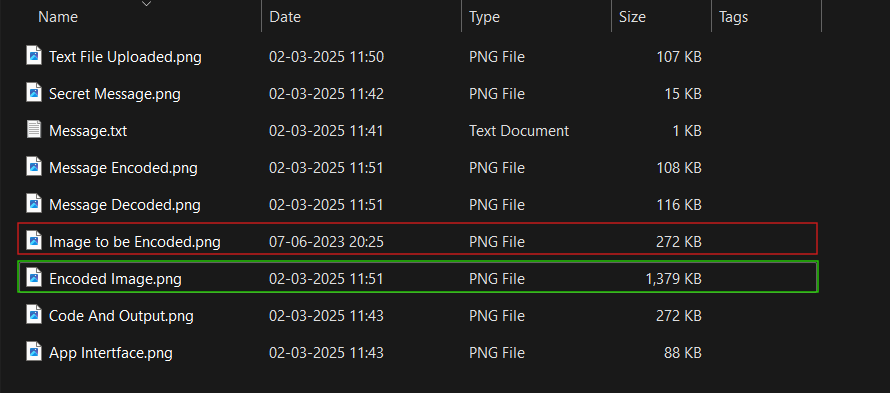 Name Date Type Size Tags
Text File Uploaded.png 02-03-2025 11:50 PNG File 107 KB
Secret Message.png 02-03-2025 11:42 PNG File 15 KB
Message.txt 02-03-2025 11:41 Text Document 1 KB
Message Encoded.png 02-03-2025 11:51 PNG File 108 KB
Message Decoded.png 02-03-2025 11:51 PNG File 116 KB
Image to be Encoded.png 07-06-2023 20:25 PNG File 272 KB
Encoded Image.png 02-03-2025 11:51 PNG File 1,379 KB
Code And Output.png 02-03-2025 11:43 PNG File 272 KB
App Intertface.png 02-03-2025 11:43 PNG File 88 KB